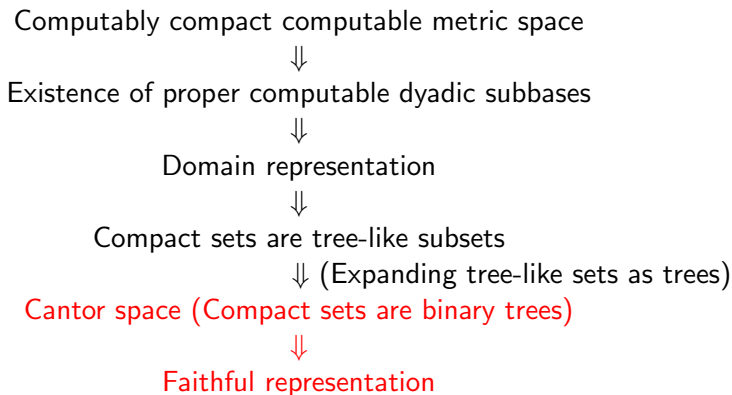 Computably compact computable metric space
⇓
Existence of proper computable dyadic subbases
⇓
Domain representation
⇓
Compact sets are tree-like subsets
⇓ (Expanding tree-like sets as trees)
Cantor space (Compact sets are binary trees)
⇓
Faithful representation